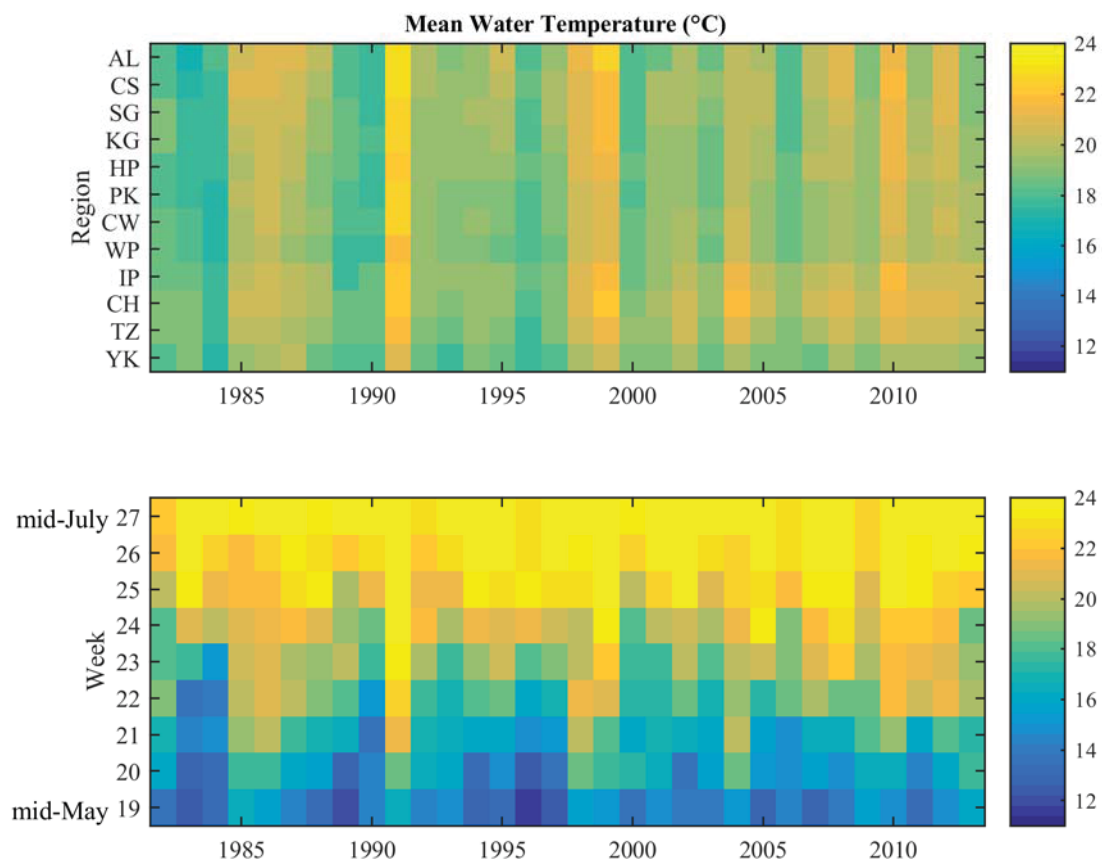 Mean Water Temperature (°C)
Region
AL
CS
SG
KG
HP
PK
CW
WP
IP
CH
TZ
YK
1985 1990 1995 2000 2005 2010
24
22
20
18
16
14
12
Week
mid-July 27
26
25
24
23
22
21
20
mid-May 19
1985 1990 1995 2000 2005 2010
24
22
20
18
16
14
12